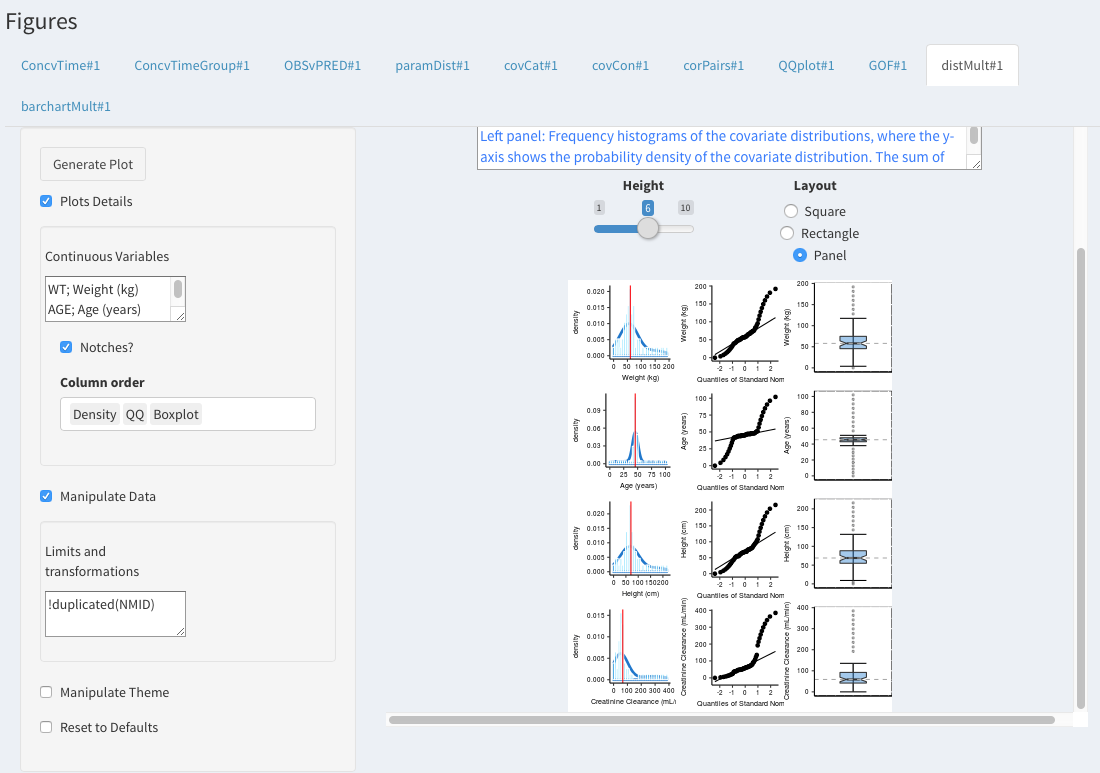 Figures
ConcvTime#1
ConcvTimeGroup#1
OBSvPRED#1
paramDist#1
covCat#1
covCon#1
corPairs#1
QQplot#1
GOF#1
distMult#1
barchartMult#1
Generate Plot
Plots Details
Continuous Variables
WT; Weight (kg)
AGE; Age (years)
Notches?
Column order
Density QQ Boxplot
Manipulate Data
Limits and
transformations
!duplicated(NMID)
Manipulate Theme
Reset to Defaults
Left panel: Frequency histograms of the covariate distributions, where the y-
axis shows the probability density of the covariate distribution. The sum of
Height
1 6 10
Layout
Square
Rectangle
Panel
density
0.020
0.015
0.010
0.005
0.000
0 50 100 150 200
Weight (kg)
Weight (kg)
200
150
100
50
0
-2 -1 0 1 2
Quantiles of Standard Nom
Weight (kg)
200
150
100
50
0
density
0.09
0.06
0.03
0.00
0 25 50 75 100
Age (years)
Age (years)
100
75
50
25
0
-2 -1 0 1 2
Quantiles of Standard Nom
Age (years)
100
80
60
40
20
0
density
0.020
0.015
0.010
0.005
0.000
0 50 100 150 200
Height (cm)
Height (cm)
200
150
100
50
0
-2 -1 0 1 2
Quantiles of Standard Nom
Height (cm)
200
150
100
50
0
density
0.015
0.010
0.005
0.000
0 100 200 300 400
Creatinine Clearance (mL/
Creatinine Clearance (mL/min)
400
300
200
100
0
-2 -1 0 1 2
Quantiles of Standard Nom
Creatinine Clearance (mL/min)
400
300
200
100
0